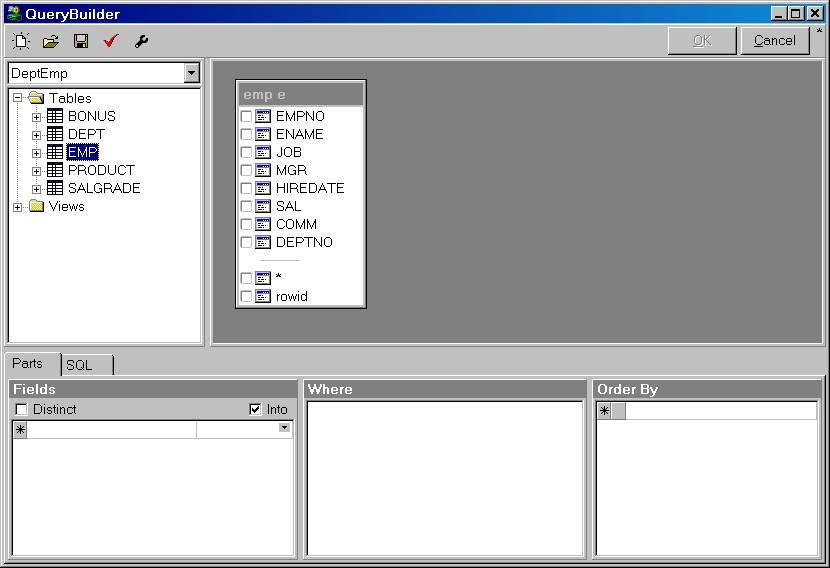 QueryBuilder
OK
Cancel
*
DeptEmp
Tables
BONUS
DEPT
EMP
PRODUCT
SALGRADE
Views
emp e
EMPNO
ENAME
JOB
MGR
HIREDATE
SAL
COMM
DEPTNO
*
rowid
Parts
SQL
Fields
Distinct
Into
Where
Order By